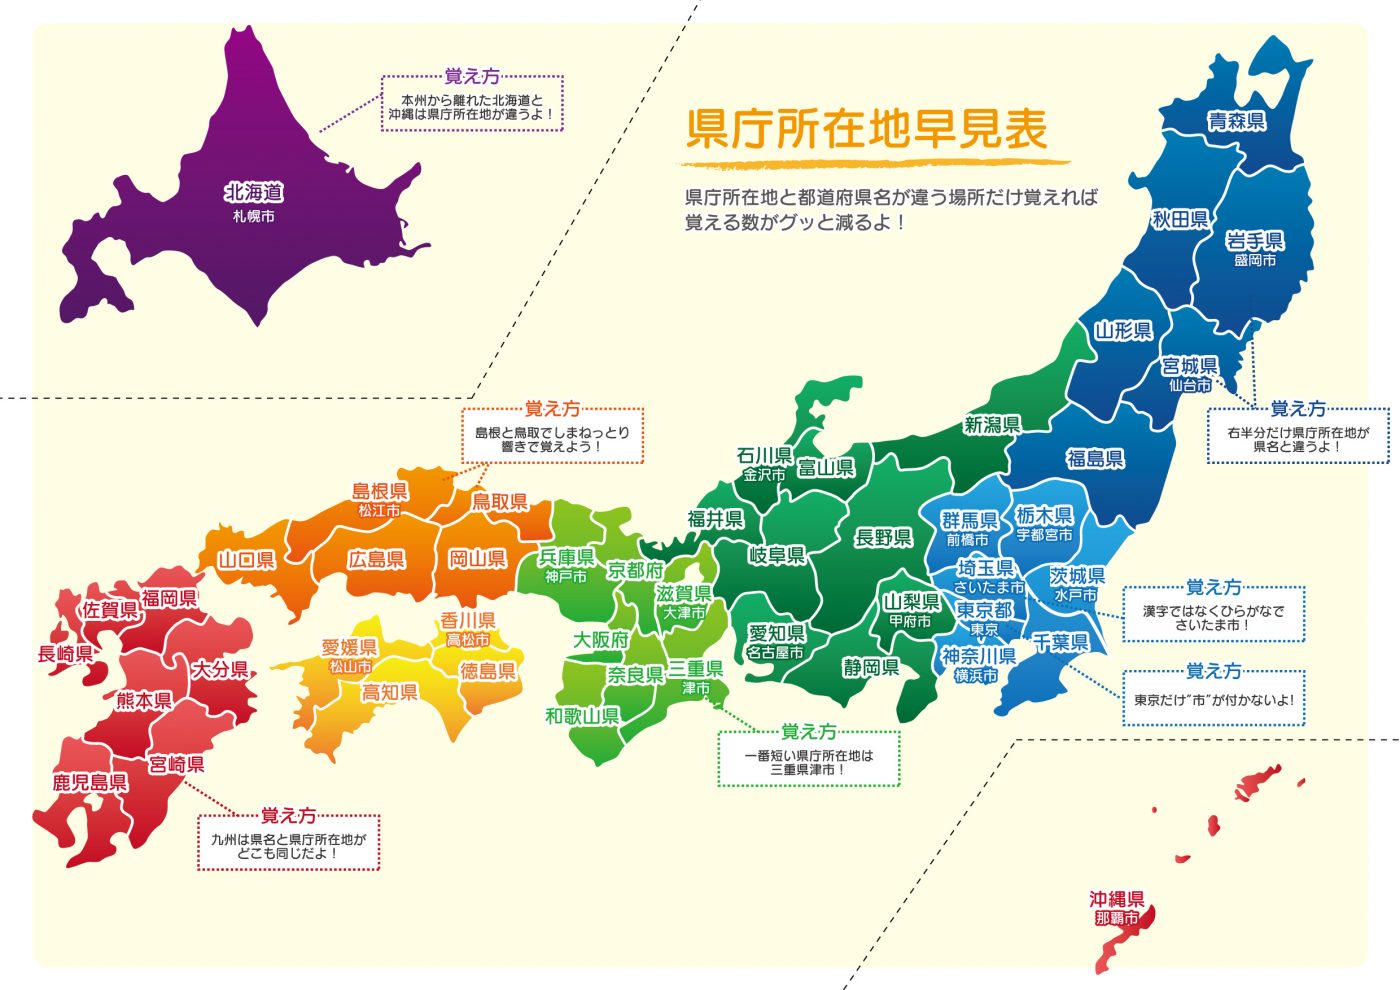 県庁所在地早見表
県庁所在地と都道府県名が違う場所だけ覚えれば
覚える数がグッと減るよ！
覚え方
本州から離れた北海道と
沖縄は県庁所在地が違うよ！
北海道
札幌市
青森県
秋田県
岩手県
盛岡市
山形県
宮城県
仙台市
覚え方
右半分だけ県庁所在地が
県名と違うよ！
福島県
新潟県
石川県
金沢市
富山県
福井県
岐阜県
長野県
山梨県
甲府市
愛知県
名古屋市
静岡県
群馬県
前橋市
栃木県
宇都宮市
埼玉県
さいたま市
茨城県
水戸市
東京都
東京
千葉県
神奈川県
横浜市
覚え方
漢字ではなくひらがなで
さいたま市！
覚え方
東京だけ"市"が付かないよ!
覚え方
島根と鳥取でしまねっとり
響きで覚えよう！
島根県
松江市
鳥取県
山口県
広島県
岡山県
兵庫県
神戸市
京都府
滋賀県
大津市
大阪府
奈良県
三重県
津市
和歌山県
覚え方
一番短い県庁所在地は
三重県津市！
香川県
高松市
愛媛県
松山市
徳島県
高知県
福岡県
佐賀県
長崎県
大分県
熊本県
宮崎県
鹿児島県
覚え方
九州は県名と県庁所在地が
どこも同じだよ！
沖縄県
那覇市